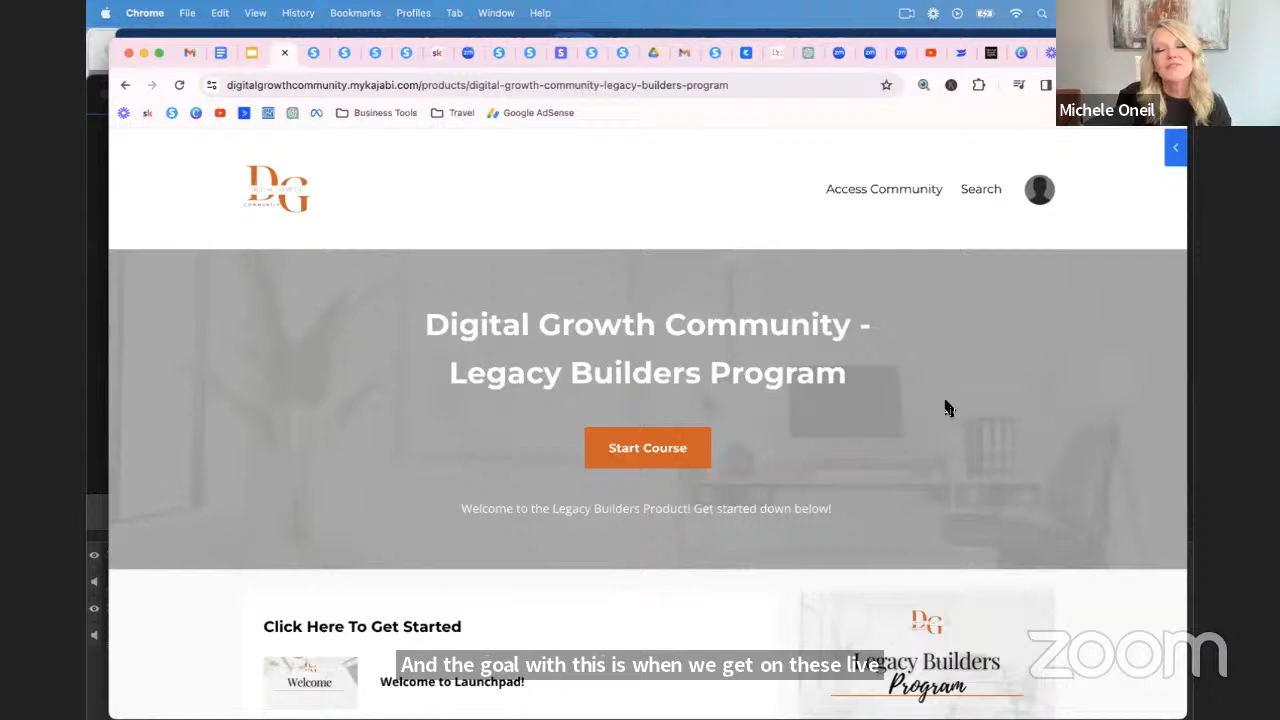 Chrome File Edit View History Bookmarks Profiles Tab Window Help
digitalgrowthcommunity.mykajabi.com/products/digital-growth-community-legacy-builders-program
Business Tools Travel Google AdSense
Michele Oneil
DG
COMMUNITY
Access Community Search
Digital Growth Community -
Legacy Builders Program
Start Course
Welcome to the Legacy Builders Product! Get started down below!
Click Here To Get Started
DG
Welcome
Welcome to Launchpad!
DG
Legacy Builders
Program
And the goal with this is when we get on these live
zoom